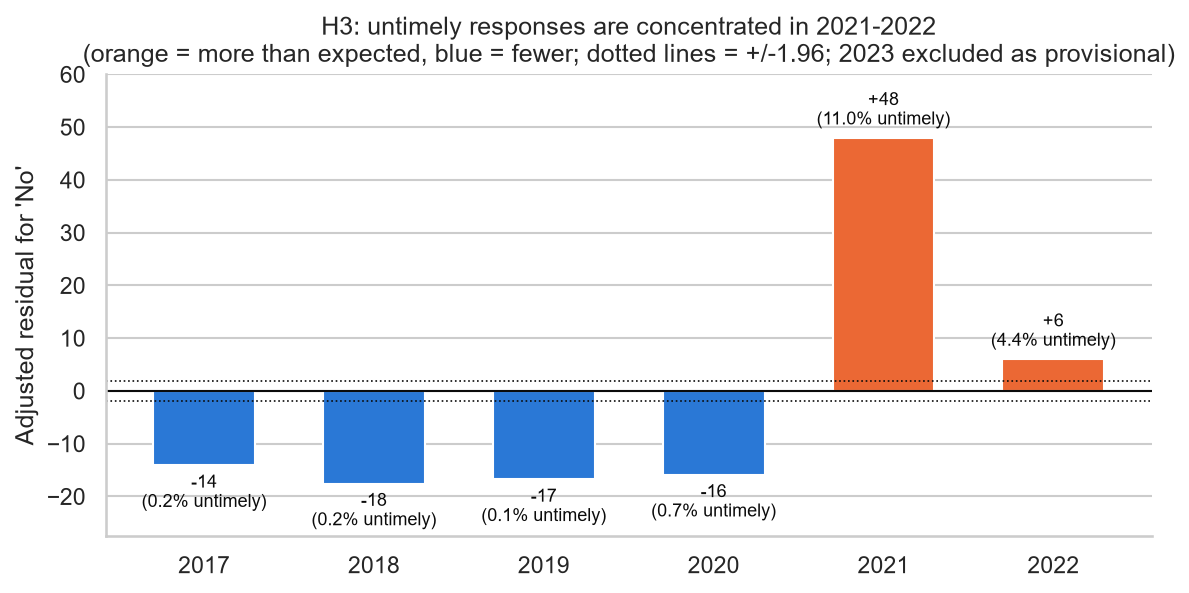 H3: untimely responses are concentrated in 2021-2022
(orange = more than expected, blue = fewer; dotted lines = +/-1.96; 2023 excluded as provisional)
Adjusted residual for 'No'
60
50
40
30
20
10
0
−10
−20
-14
(0.2% untimely)
-18
(0.2% untimely)
-17
(0.1% untimely)
-16
(0.7% untimely)
+48
(11.0% untimely)
+6
(4.4% untimely)
2017
2018
2019
2020
2021
2022